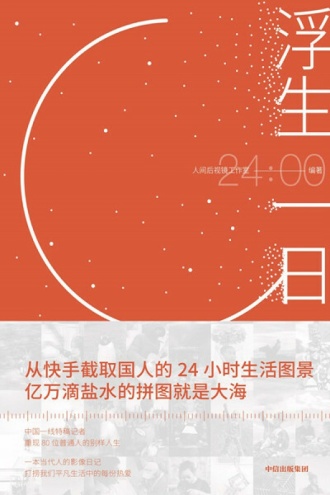 浮生一日
人间后视镜工作室
24:00
编著
从快手截取国人的 24 小时生活图景
亿万滴盐水的拼图就是大海
中国一线特稿记者
重现 80 位普通人的别样人生
一本当代人的影像日记
打捞我们平凡生活中的每份热爱
中信出版集团